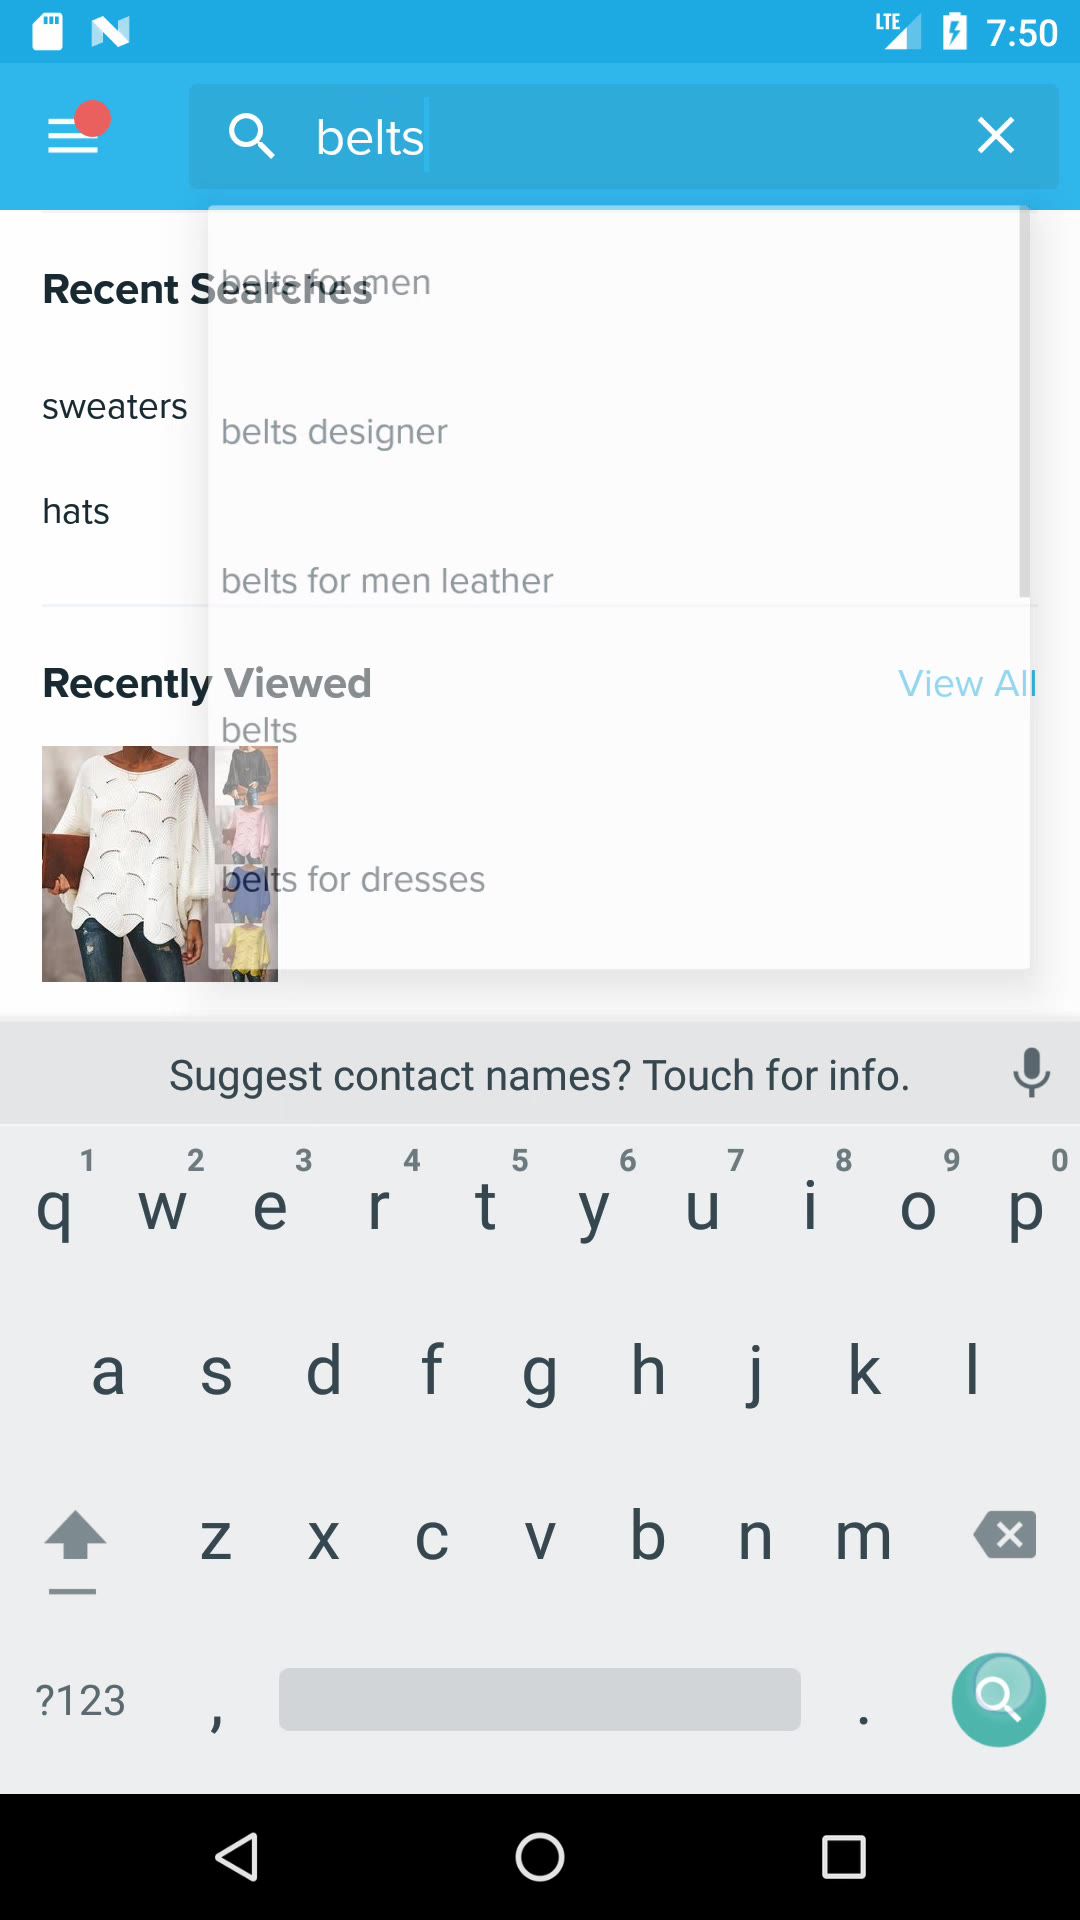 LTE 7:50
belts
Recent Searches
belts for men
sweaters
belts designer
hats
belts for men leather
Recently Viewed
View All
belts
belts for dresses
Suggest contact names? Touch for info.
1 2 3 4 5 6 7 8 9 0
q w e r t y u i o p
a s d f g h j k l
z x c v b n m
?123 , .